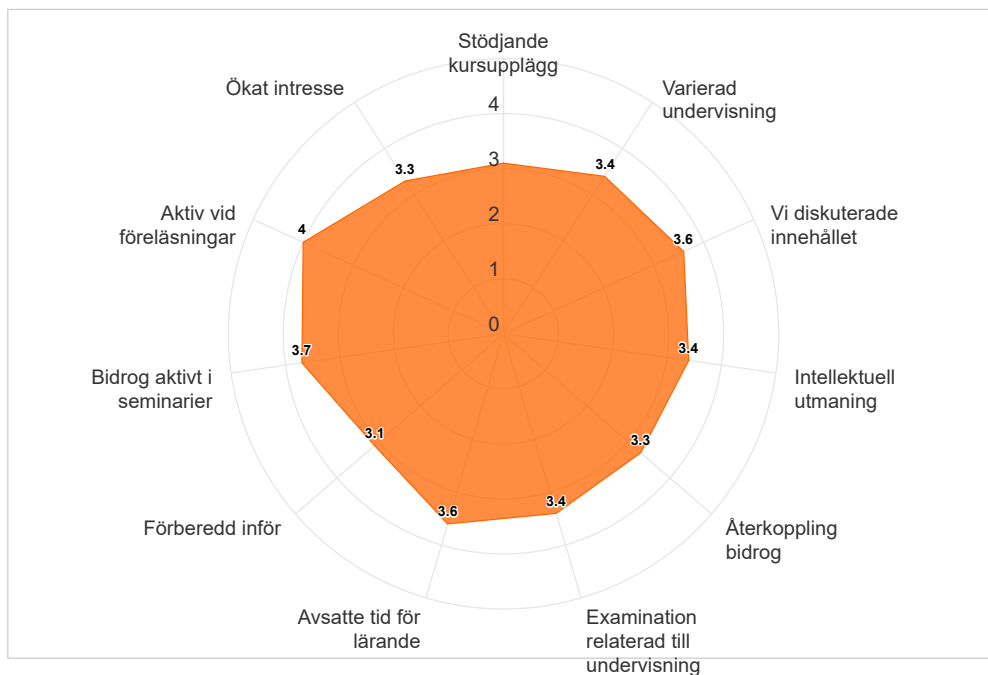 Stödjande
kursupplägg
Ökat intresse
Varierad
undervisning
4
3.3
3
3.4
Aktiv vid
föreläsningar
4
Vi diskuterade
innehållet
3.6
2
1
0
Bidrog aktivt i
seminarier
3.7
3.4
Intellektuell
utmaning
3.1
3.3
Förberedd inför
Återkoppling
bidrog
3.6
3.4
Avsatte tid för
lärande
Examination
relaterad till
undervisning